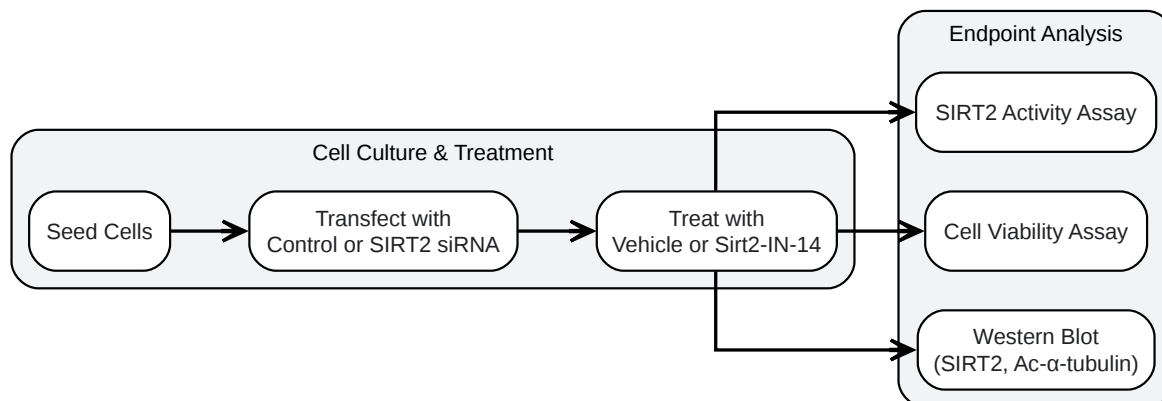 Cell Culture & Treatment
Seed Cells
Transfect with
Control or SIRT2 siRNA
Treat with
Vehicle or Sirt2-IN-14
Endpoint Analysis
SIRT2 Activity Assay
Cell Viability Assay
Western Blot
(SIRT2, Ac-α-tubulin)